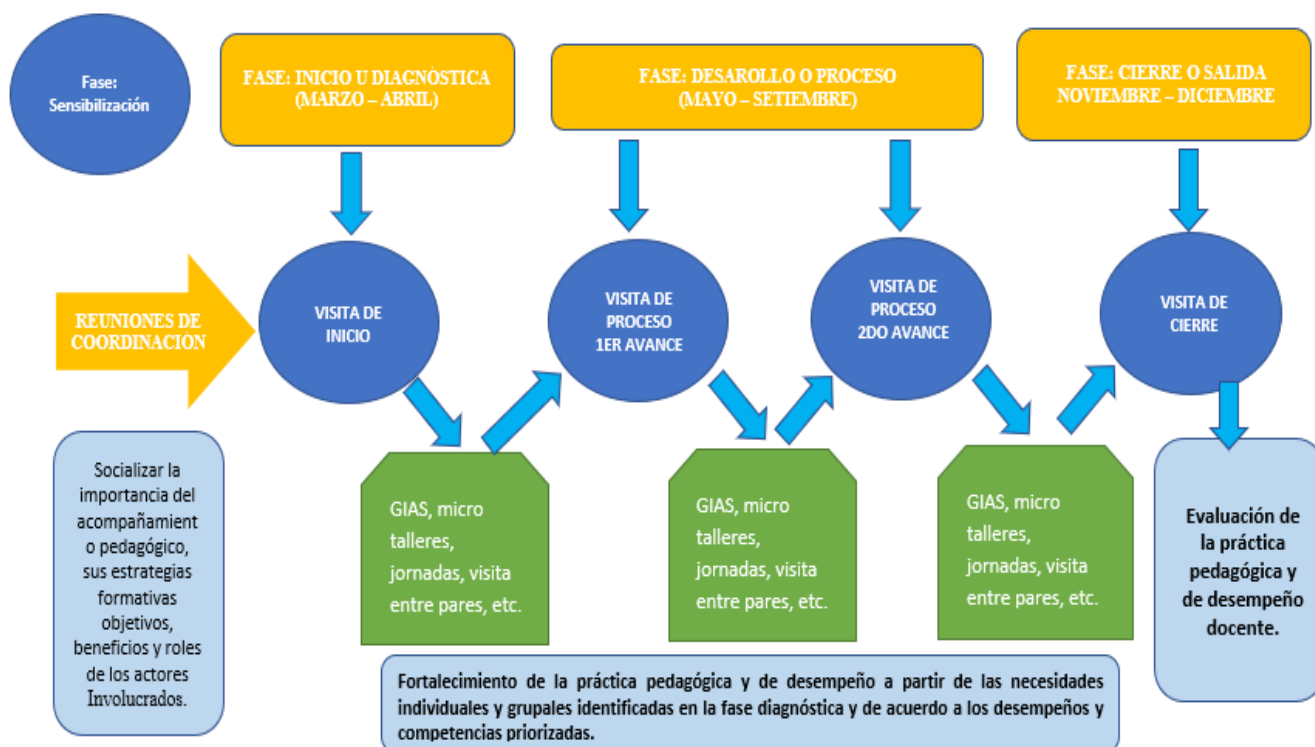 Fase:
Sensibilización
FASE: INICIO U DIAGNÓSTICA
(MARZO – ABRIL)
FASE: DESAROLLO O PROCESO
(MAYO – SETIEMBRE)
FASE: CIERRE O SALIDA
NOVIEMBRE – DICIEMBRE
REUNIONES DE
COORDINACIÓN
VISITA DE
INICIO
VISITA DE
PROCESO
1ER AVANCE
VISITA DE
PROCESO
2DO AVANCE
VISITA DE
CIERRE
Socializar la
importancia del
acompañamient
o pedagógico,
sus estrategias
formativas
objetivos,
beneficios y roles
de los actores
Involucrados.
GIAS, micro
talleres,
jornadas, visita
entre pares, etc.
GIAS, micro
talleres,
jornadas, visita
entre pares, etc.
GIAS, micro
talleres,
jornadas, visita
entre pares, etc.
Evaluación de
la práctica
pedagógica y
de desempeño
docente.
Fortalecimiento de la práctica pedagógica y de desempeño a partir de las necesidades
individuales y grupales identificadas en la fase diagnóstica y de acuerdo a los desempeños y
competencias priorizadas.